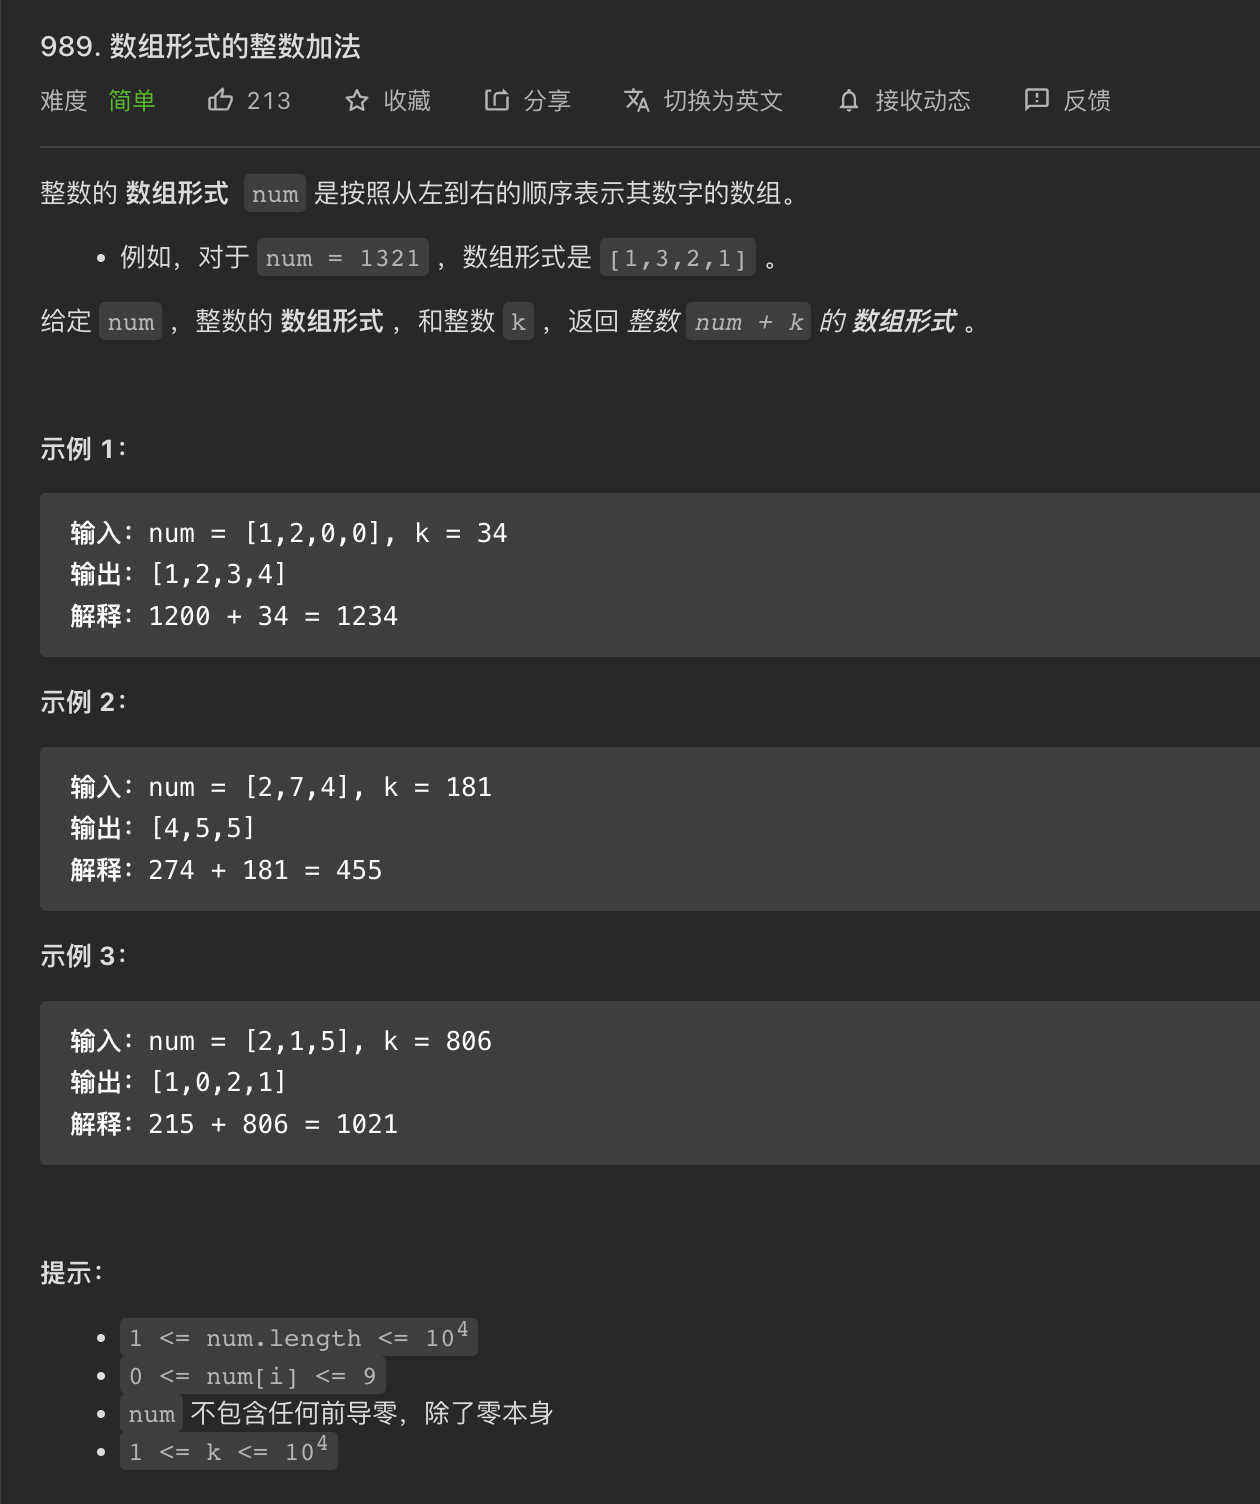 989. 数组形式的整数加法
难度 简单 213 收藏 分享 切换为英文 接收动态 反馈
整数的 数组形式 num 是按照从左到右的顺序表示其数字的数组。
例如，对于 num = 1321 ，数组形式是 [1,3,2,1] 。
给定 num ，整数的 数组形式 ，和整数 k ，返回 整数 num + k 的 数组形式 。
示例 1：
输入：num = [1,2,0,0], k = 34
输出：[1,2,3,4]
解释：1200 + 34 = 1234
示例 2：
输入：num = [2,7,4], k = 181
输出：[4,5,5]
解释：274 + 181 = 455
示例 3：
输入：num = [2,1,5], k = 806
输出：[1,0,2,1]
解释：215 + 806 = 1021
提示：
1 <= num.length <= 10⁴
0 <= num[i] <= 9
num 不包含任何前导零，除了零本身
1 <= k <= 10⁴